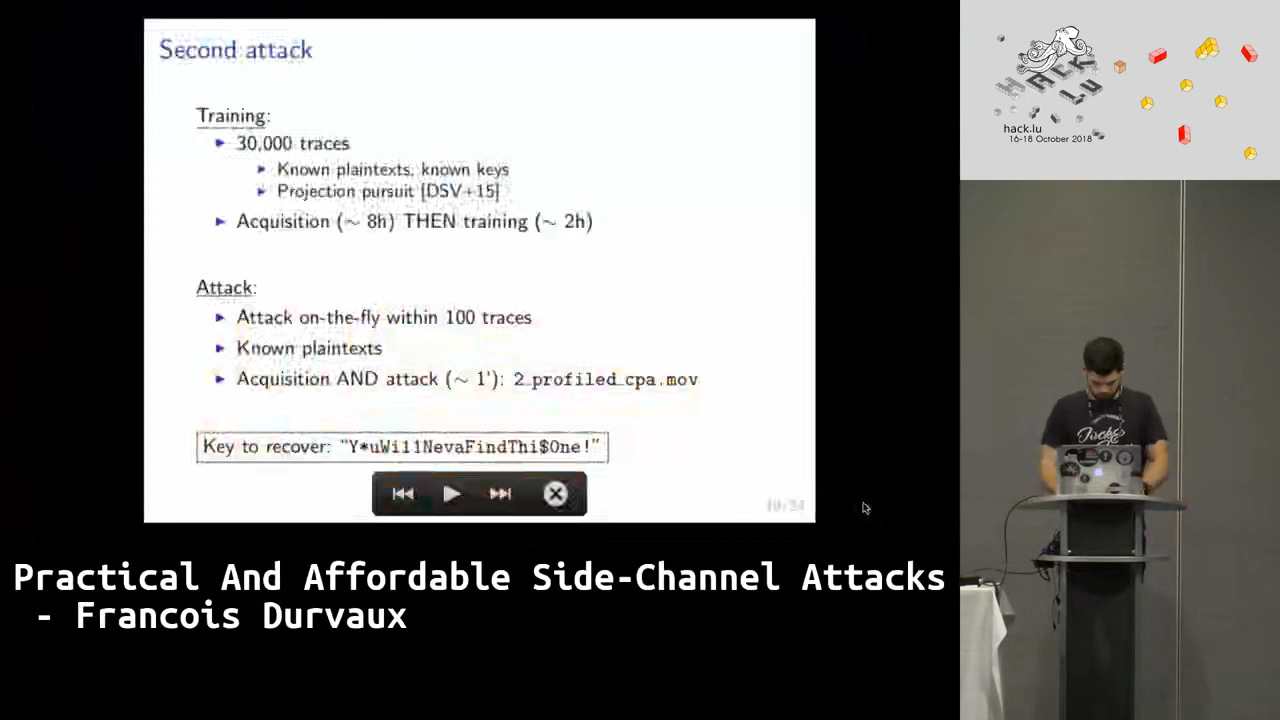 Second attack
Training:
30,000 traces
Known plaintexts, known keys
Projection pursuit [DSV+15]
Acquisition (∼ 8h) THEN training (∼ 2h)
Attack:
Attack on-the-fly within 100 traces
Known plaintexts
Acquisition AND attack (∼ 1'): 2_profiled_cpa.mov
Key to recover: "Y*uWi11NevaFindThi$One!"
Practical And Affordable Side-Channel Attacks
- Francois Durvaux
HACK
LU
hack.lu
16-18 October 2018